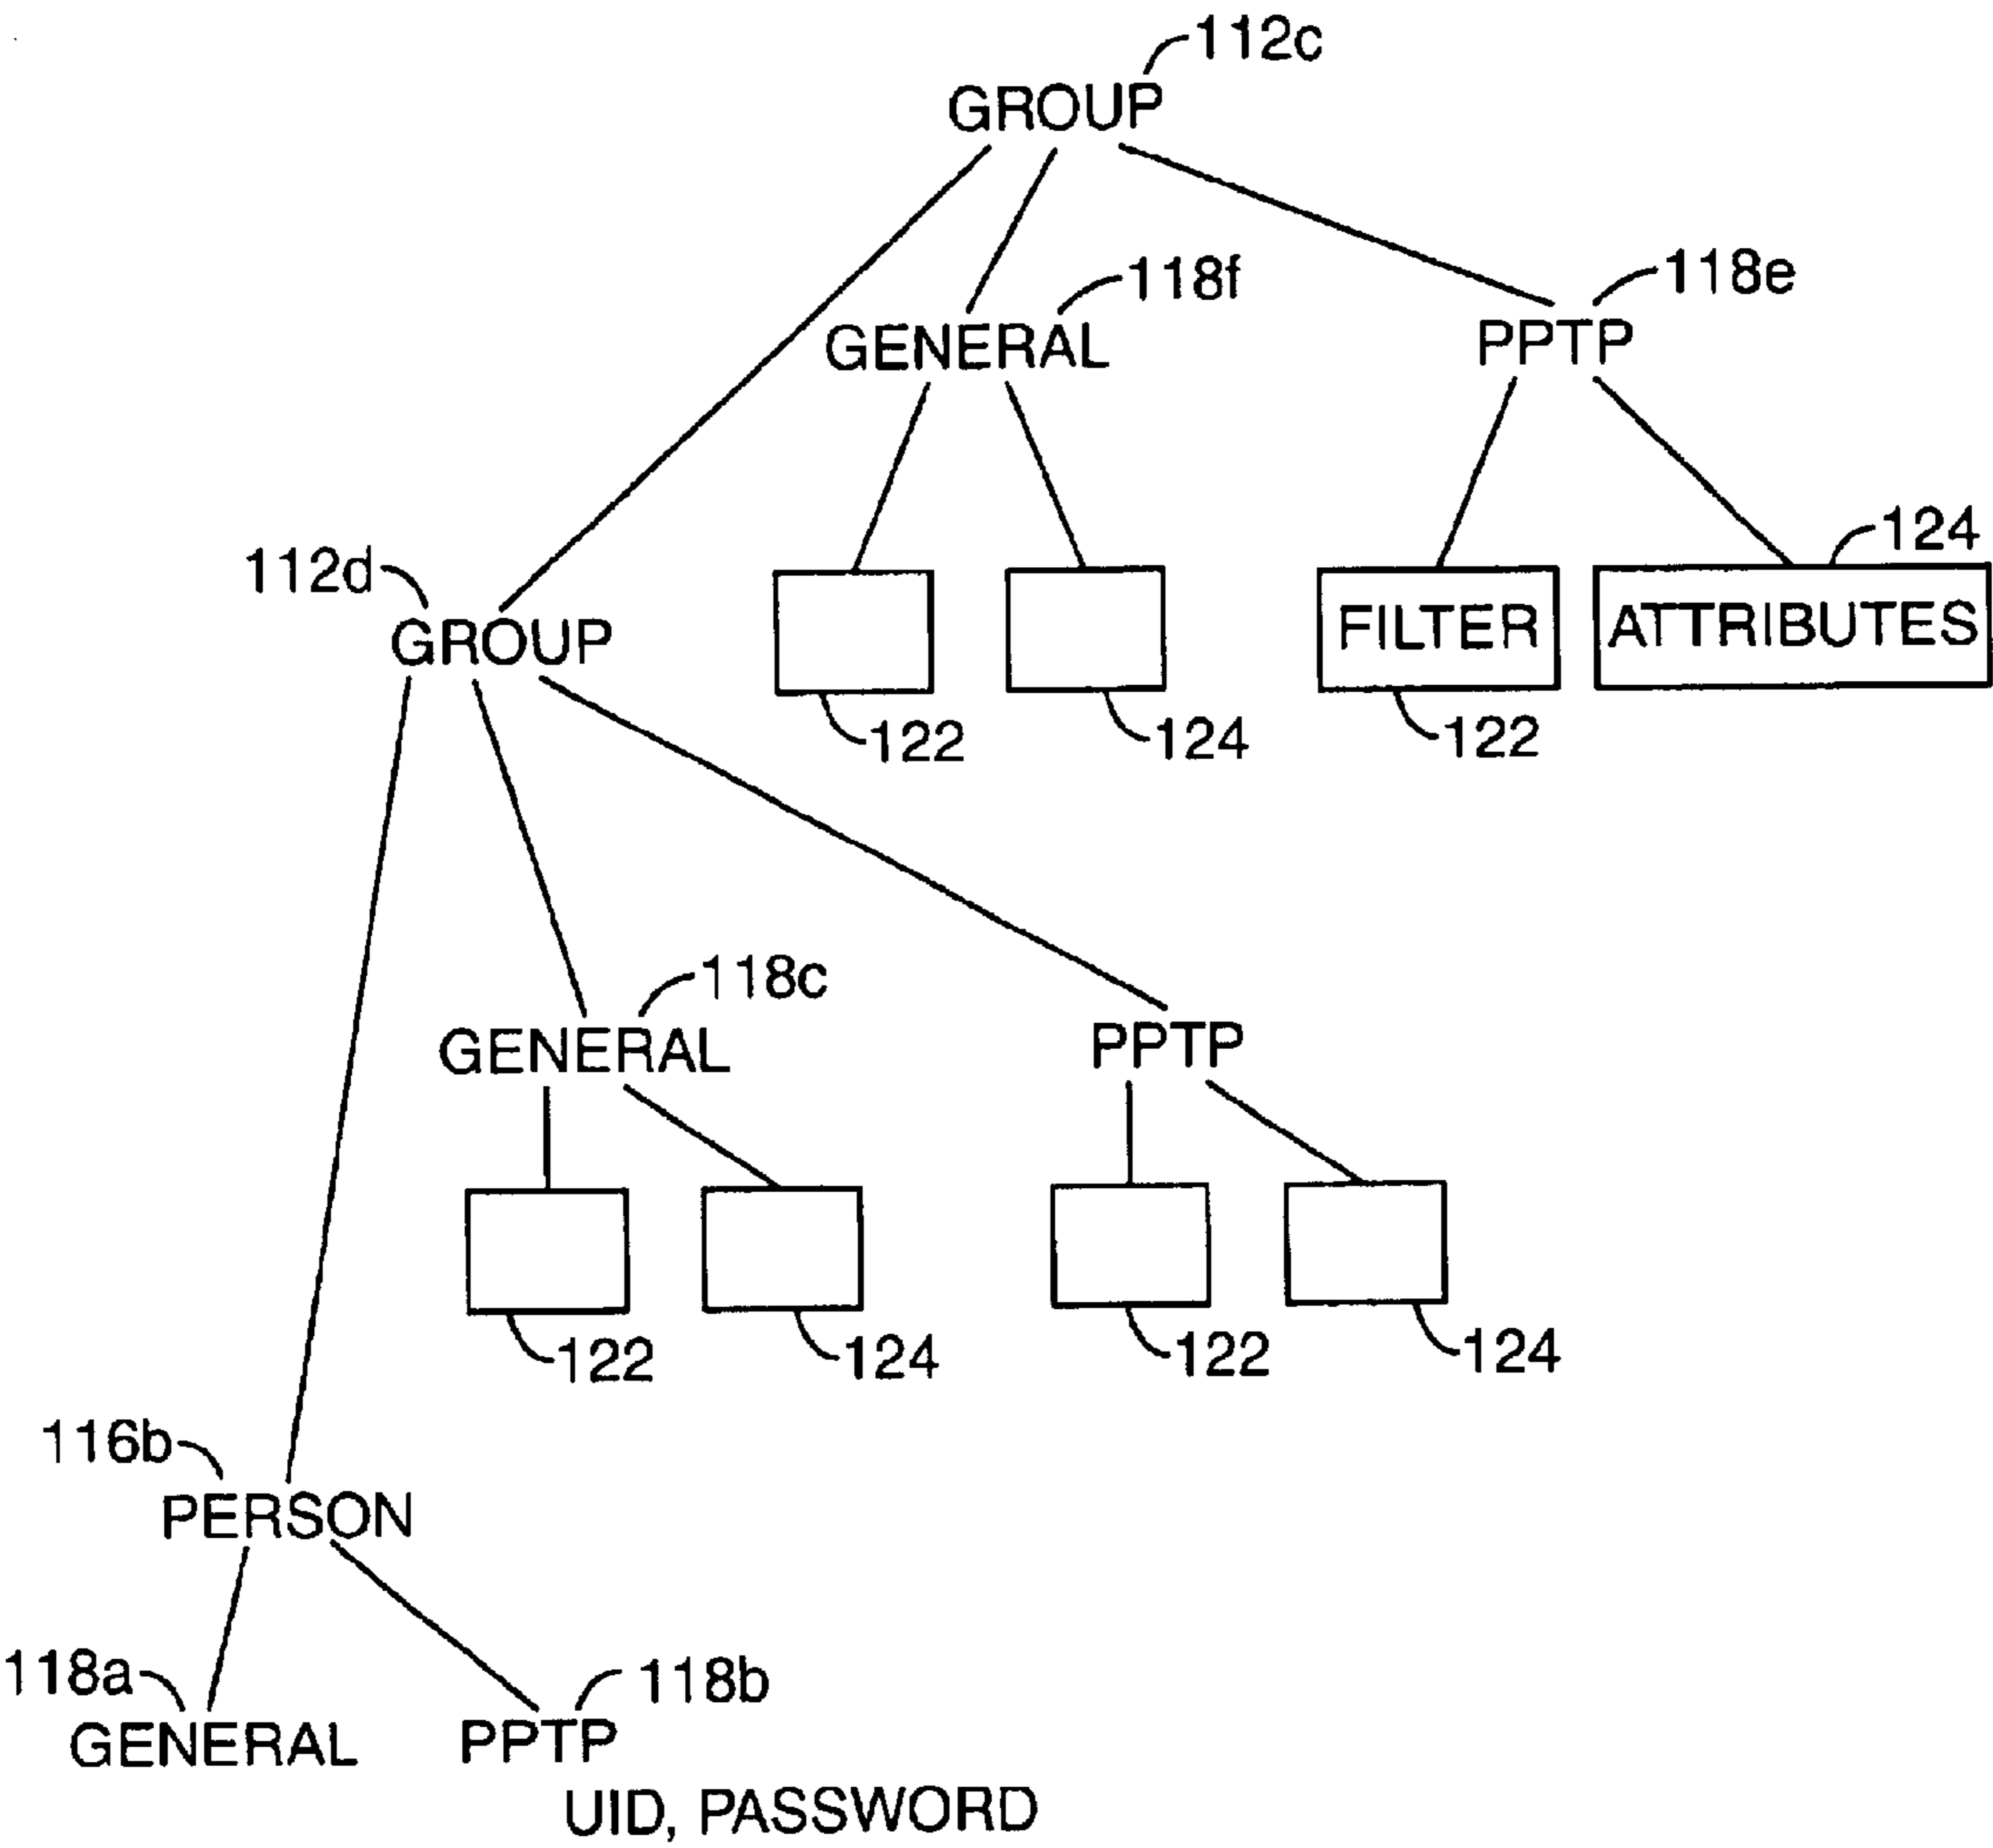 112c
GROUP
118f
118e
GENERAL
PPTP
124
112d
GROUP
FILTER
ATTRIBUTES
122
124
122
118c
GENERAL
PPTP
122
124
122
124
116b
PERSON
118a
118b
GENERAL
PPTP
UID, PASSWORD